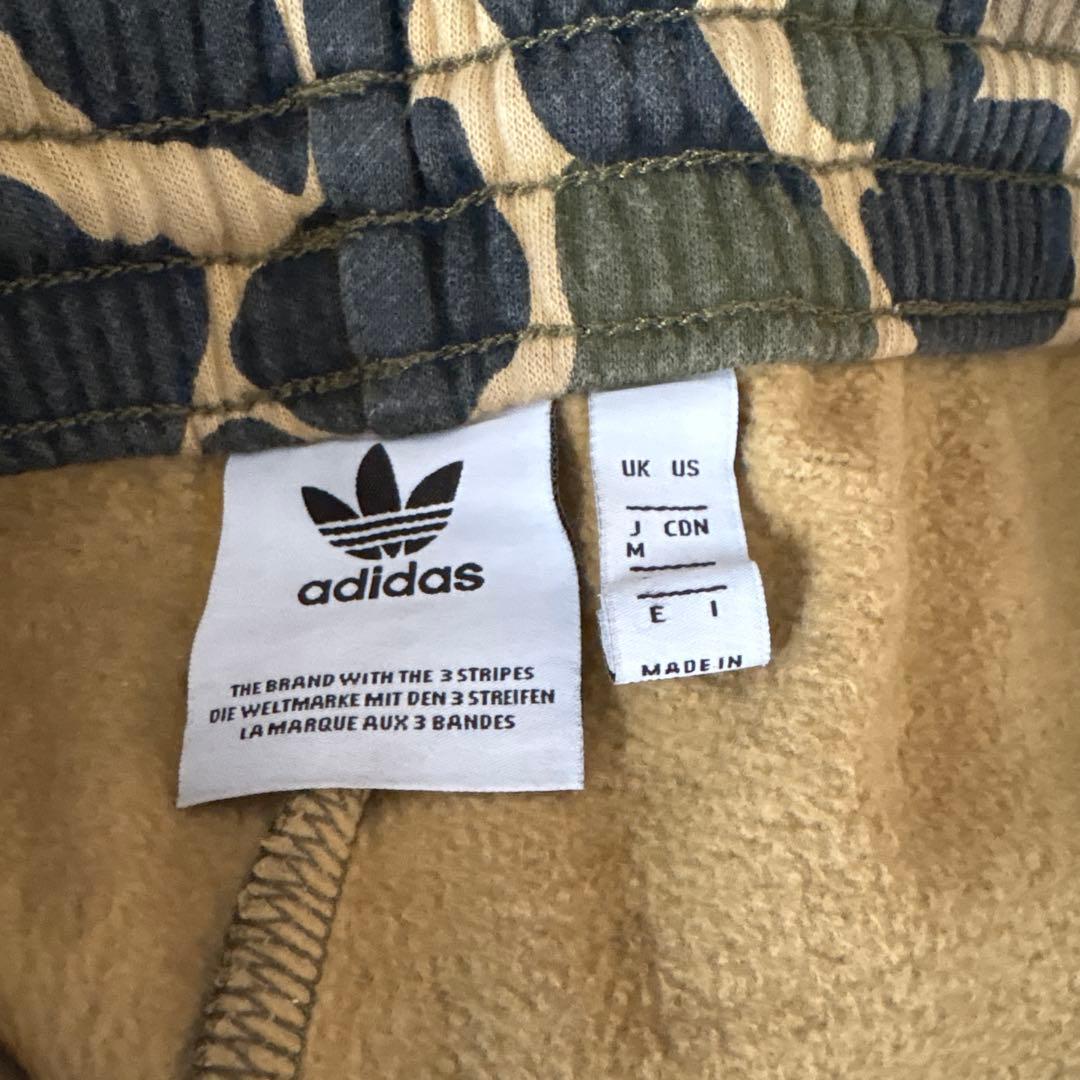 adidas
THE BRAND WITH THE 3 STRIPES
DIE WELTMARKE MIT DEN 3 STREIFEN
LA MARQUE AUX 3 BANDES
UK US
J CDN
M
E I
MADE IN